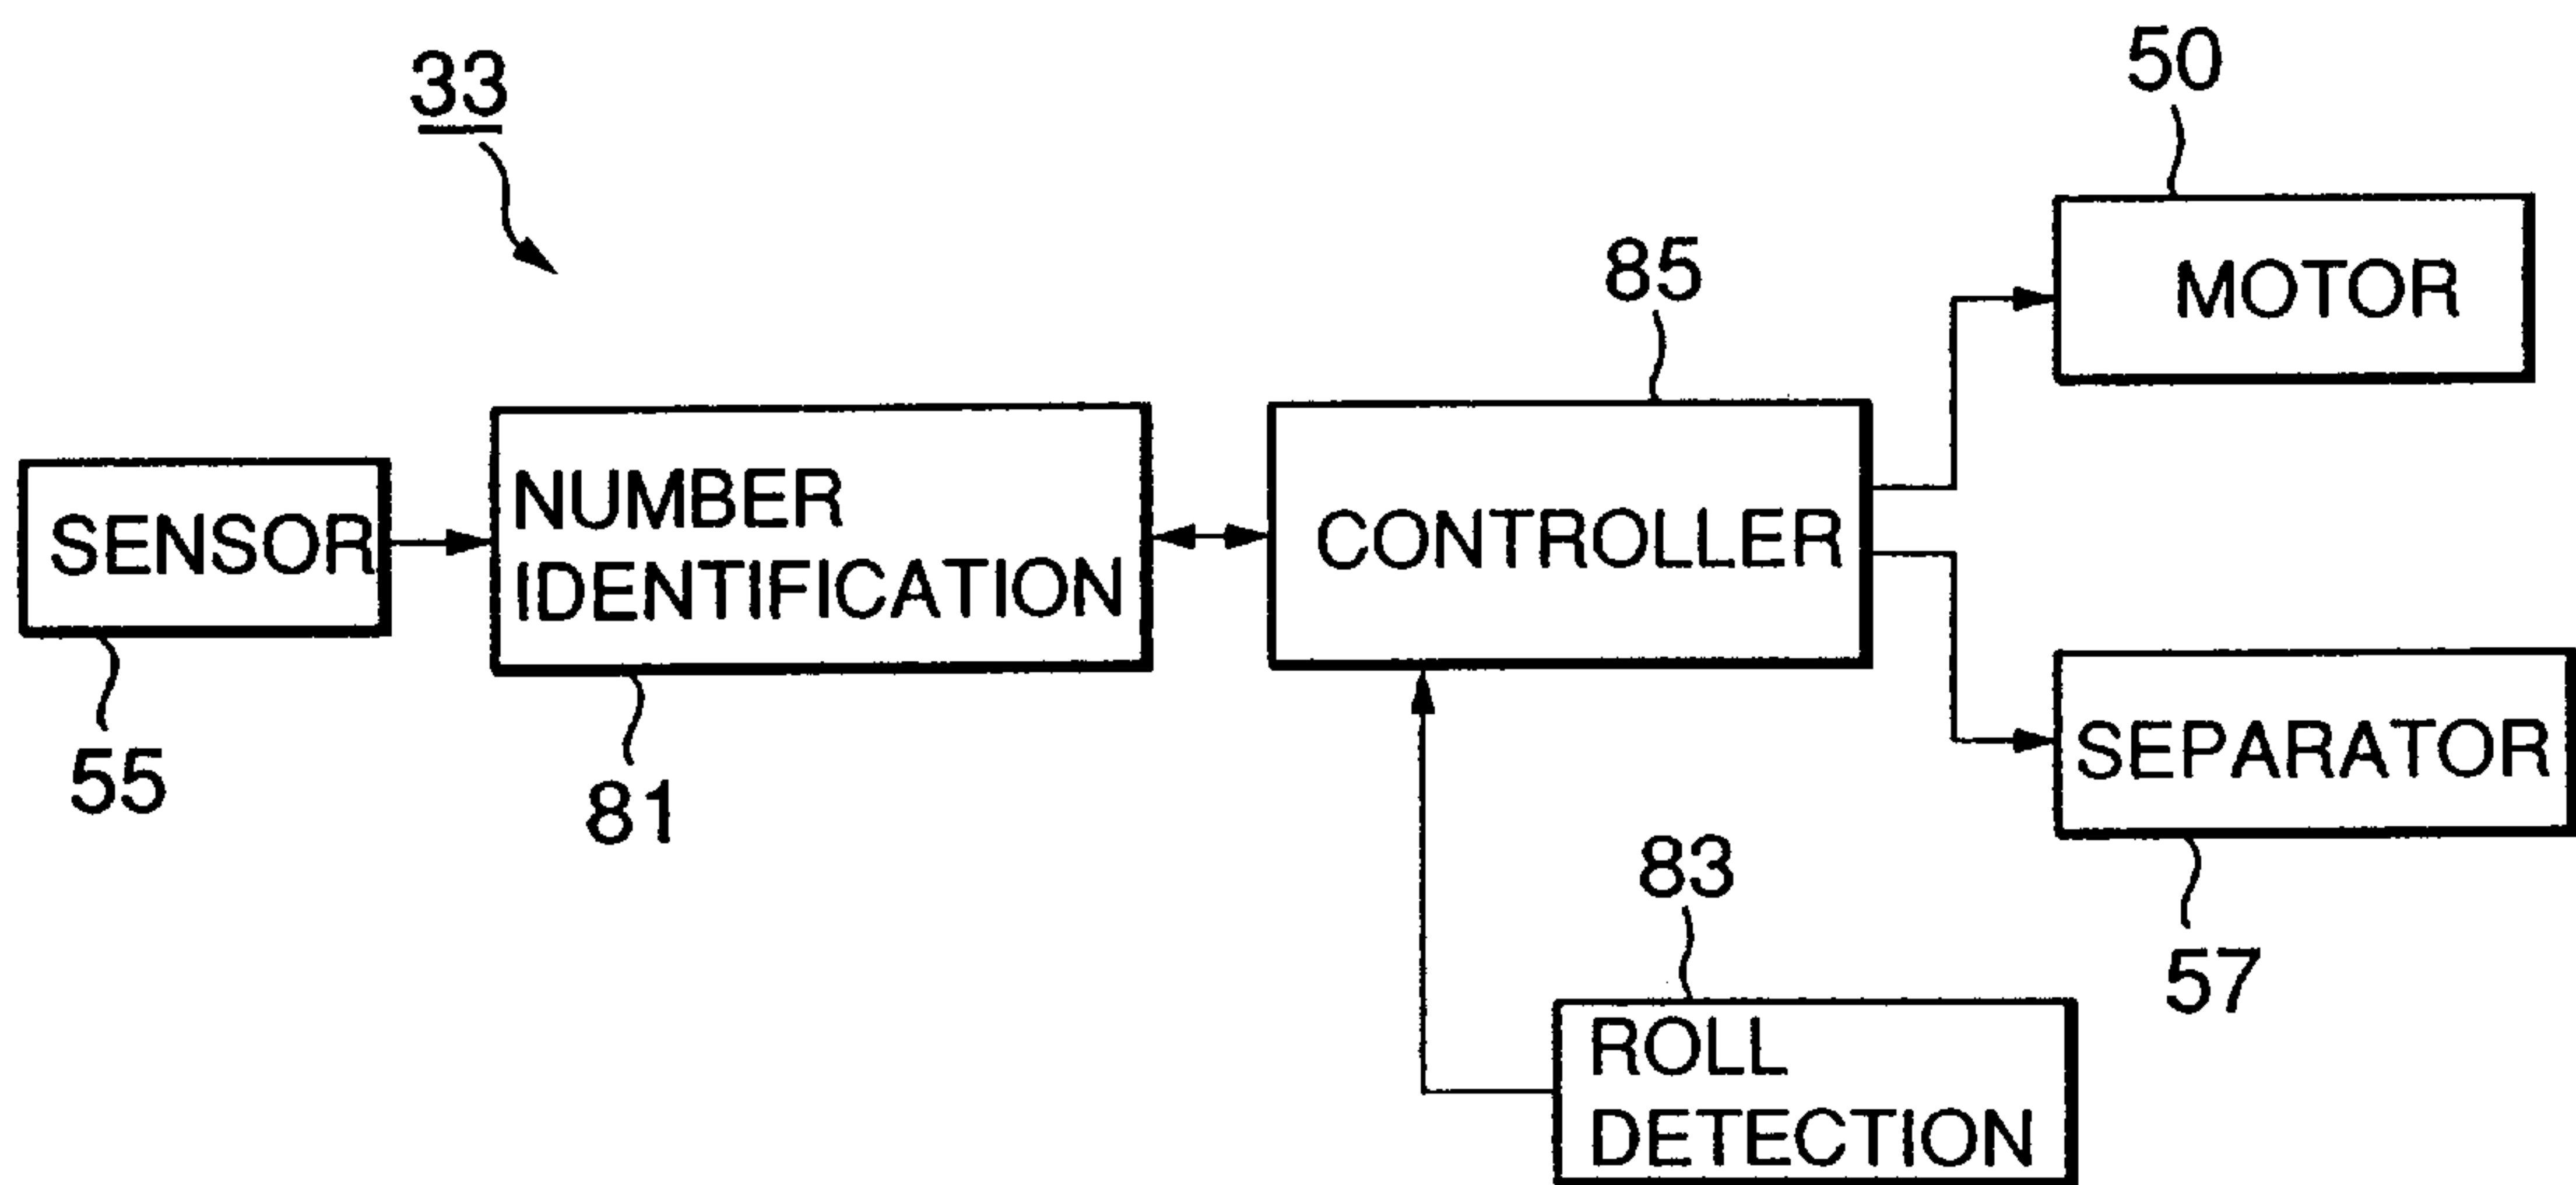 33
50
MOTOR
85
CONTROLLER
SENSOR
55
NUMBER
IDENTIFICATION
81
SEPARATOR
57
83
ROLL
DETECTION